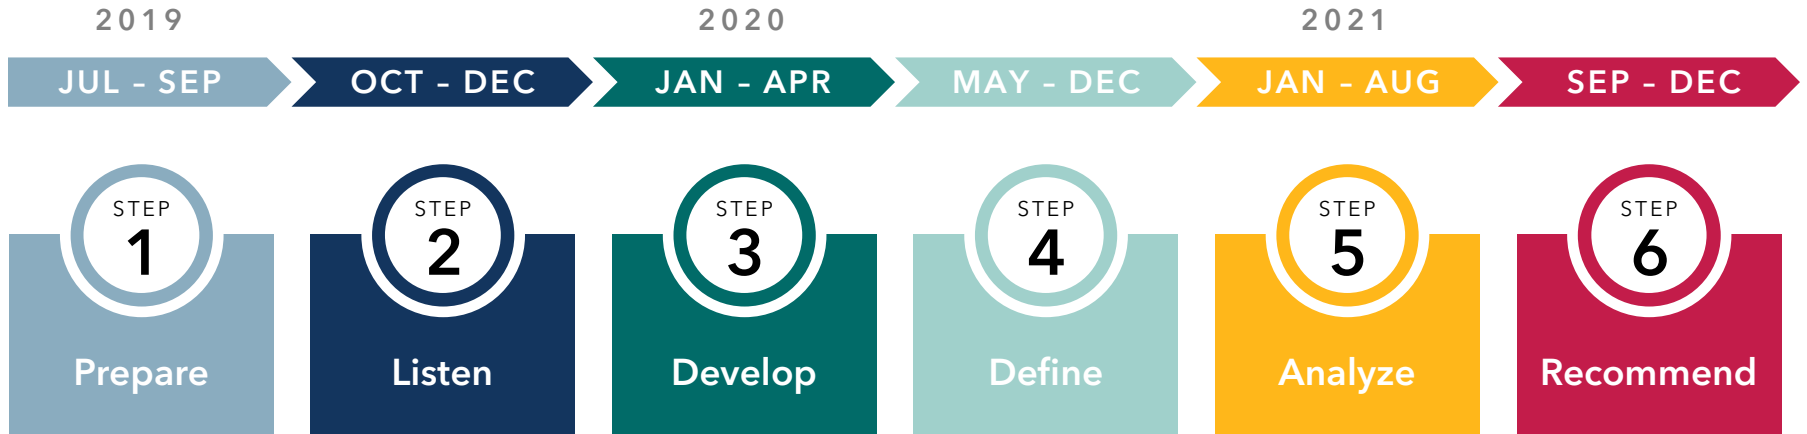 2019 2020 2021
JUL – SEP OCT – DEC JAN – APR MAY – DEC JAN – AUG SEP – DEC
STEP STEP STEP STEP STEP STEP
1 2 3 4 5 6
Prepare Listen Develop Define Analyze Recommend